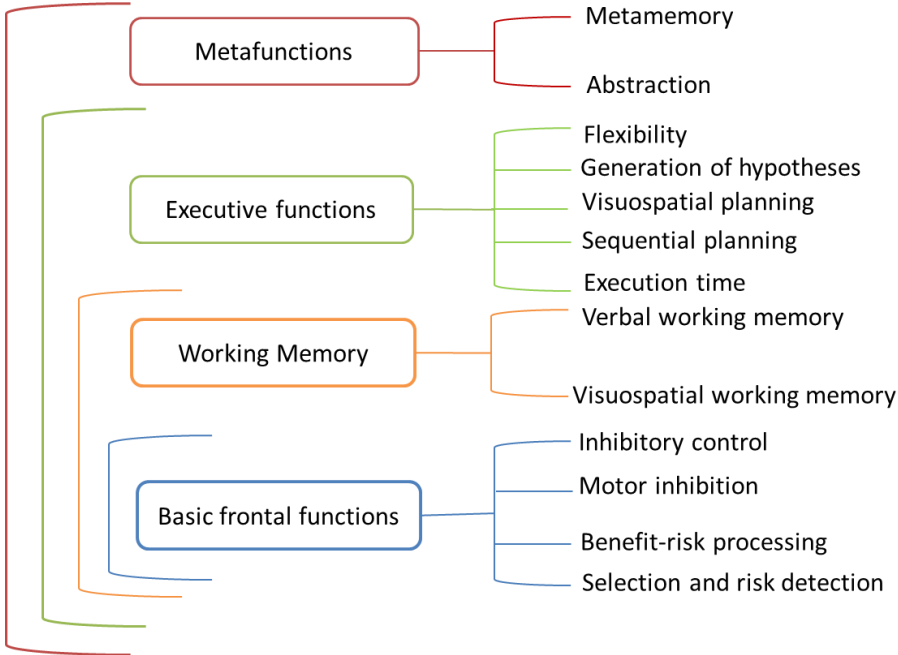 Metafunctions
Metamemory
Abstraction
Executive functions
Flexibility
Generation of hypotheses
Visuospatial planning
Sequential planning
Execution time
Working Memory
Verbal working memory
Visuospatial working memory
Basic frontal functions
Inhibitory control
Motor inhibition
Benefit-risk processing
Selection and risk detection